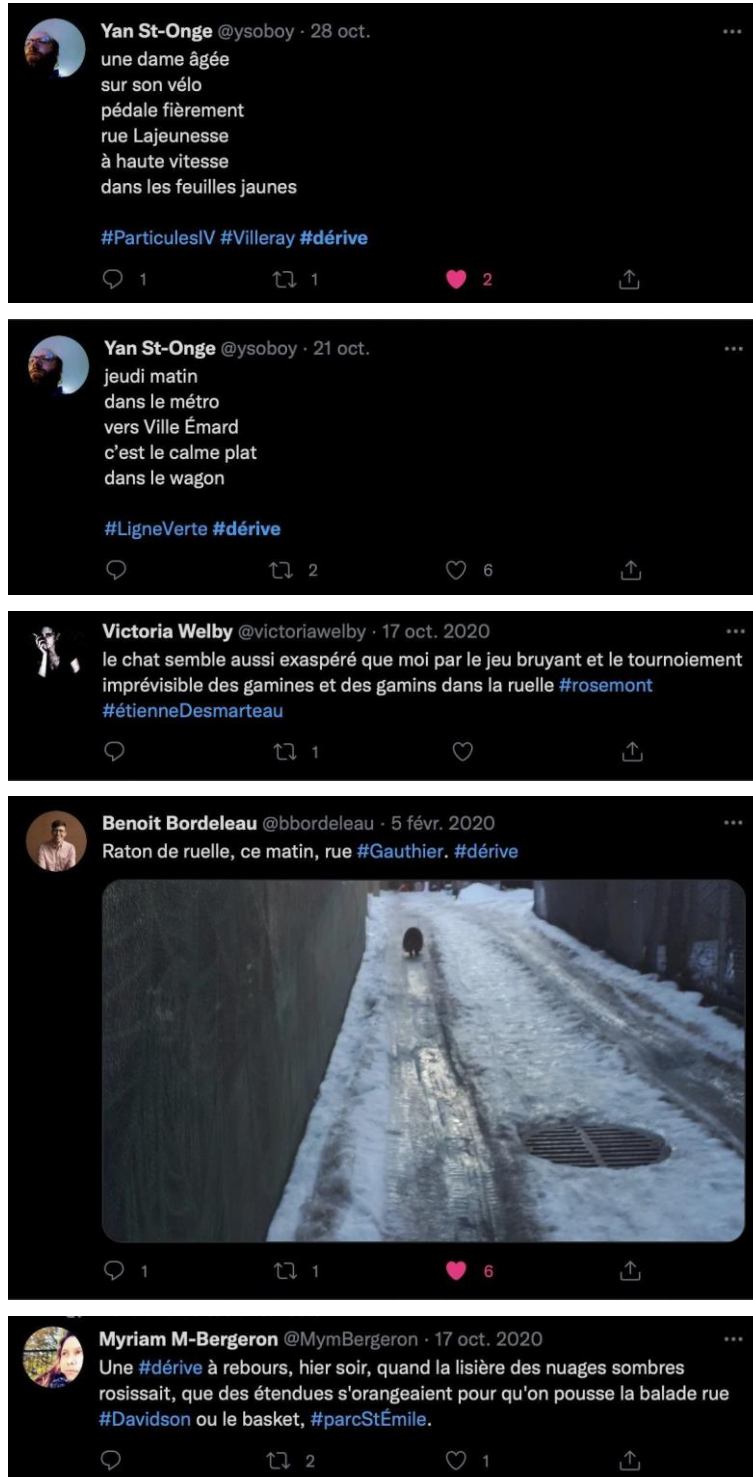 Yan St-Onge @ysoboy · 28 oct.
une dame âgée
sur son vélo
pédale fièrement
rue Lajeunesse
à haute vitesse
dans les feuilles jaunes
#ParticulesIV #Villeray #dérive
1 1 2
Yan St-Onge @ysoboy · 21 oct.
jeudi matin
dans le métro
vers Ville Émard
c'est le calme plat
dans le wagon
#LigneVerte #dérive
2 6
Victoria Welby @victoriawelby · 17 oct. 2020
le chat semble aussi exaspéré que moi par le jeu bruyant et le tournoiement
imprévisible des gamines et des gamins dans la ruelle #rosemont
#étienneDesmarteau
1
Benoit Bordeleau @bbordeleau · 5 févr. 2020
Raton de ruelle, ce matin, rue #Gauthier. #dérive
1 1 6
Myriam M-Bergeron @MymBergeron · 17 oct. 2020
Une #dérive à rebours, hier soir, quand la lisière des nuages sombres
rosissait, que des étendues s'orangeaient pour qu'on pousse la balade rue
#Davidson ou le basket, #parcStÉmile.
2 1